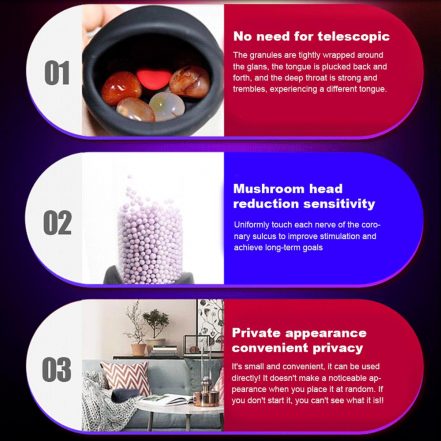 01
No need for telescopic
The granules are tightly wrapped around
the glans, the tongue is plucked back and
forth, and the deep throat is strong and
trembles, experiencing a different tongue.
02
Mushroom head
reduction sensitivity
Uniformly touch each nerve of the coro-
nary sulcus to improve stimulation and
achieve long-term goals
03
Private appearance
convenient privacy
It's small and convenient, it can be used
directly! It doesn't make a noticeable ap-
pearance when you place it at random. If
you don't start it, you can't see what it is!!